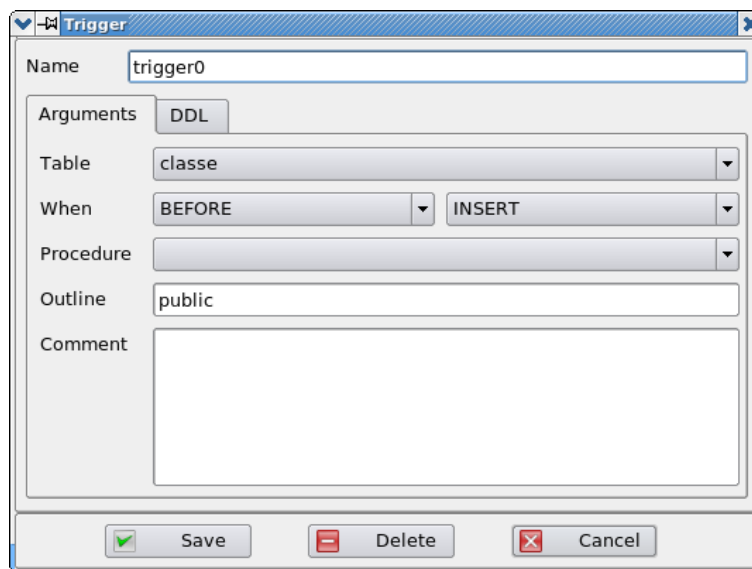 Trigger
Name trigger0
Arguments DDL
Table classe
When BEFORE INSERT
Procedure
Outline public
Comment
Save Delete Cancel